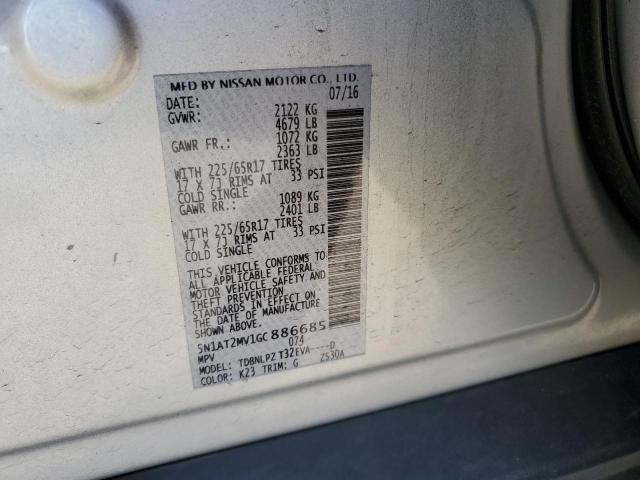 MFD BY NISSAN MOTOR CO., LTD.
DATE: 07/16
GVWR: 2122 KG
4679 LB
GAWR FR.: 1072 KG
2363 LB
WITH 225/65R17 TIRES
17 X 7J RIMS AT 33 PSI
COLD SINGLE
GAWR RR.: 1089 KG
2401 LB
WITH 225/65R17 TIRES
17 X 7J RIMS AT 33 PSI
COLD SINGLE
THIS VEHICLE CONFORMS TO
ALL APPLICABLE FEDERAL
MOTOR VEHICLE SAFETY AND
THEFT PREVENTION
STANDARDS IN EFFECT ON
THE DATE OF MANUFACTURE
SHOWN ABOVE.
5N1AT2MV1GC886685
MPV 074
MODEL: TDBNLPZ T32EVA----D
COLOR: K23 TRIM: G ZS30A